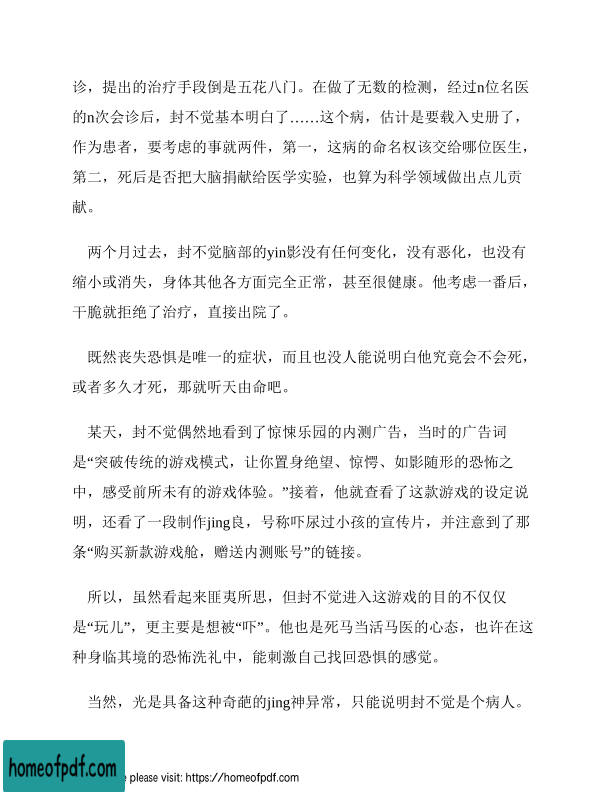 诊，提出的治疗手段倒是五花八门。在做了无数的检测，经过n位名医
的n次会诊后，封不觉基本明白了……这个病，估计是要载入史册了，
作为患者，要考虑的事就两件，第一，这病的命名权该交给哪位医生，
第二，死后是否把大脑捐献给医学实验，也算为科学领域做出点儿贡
献。
两个月过去，封不觉脑部的yin影没有任何变化，没有恶化，也没有
缩小或消失，身体其他各方面完全正常，甚至很健康。他考虑一番后，
干脆就拒绝了治疗，直接出院了。
既然丧失恐惧是唯一的症状，而且也没人能说明白他究竟会不会死，
或者多久才死，那就听天由命吧。
某天，封不觉偶然地看到了惊悚乐园的内测广告，当时的广告词
是“突破传统的游戏模式，让你置身绝望、惊愕、如影随形的恐怖之
中，感受前所未有的游戏体验。”接着，他就查看了这款游戏的设定说
明，还看了一段制作jing良，号称吓尿过小孩的宣传片，并注意到了那
条“购买新款游戏舱，赠送内测账号”的链接。
所以，虽然看起来匪夷所思，但封不觉进入这游戏的目的不仅仅
是“玩儿”，更主要是想被“吓”。他也是死马当活马医的心态，也许在这
种身临其境的恐怖洗礼中，能刺激自己找回恐惧的感觉。
当然，光是具备这种奇葩的jing神异常，只能说明封不觉是个病人。
homeofpdf.com
e please visit: https://homeofpdf.com